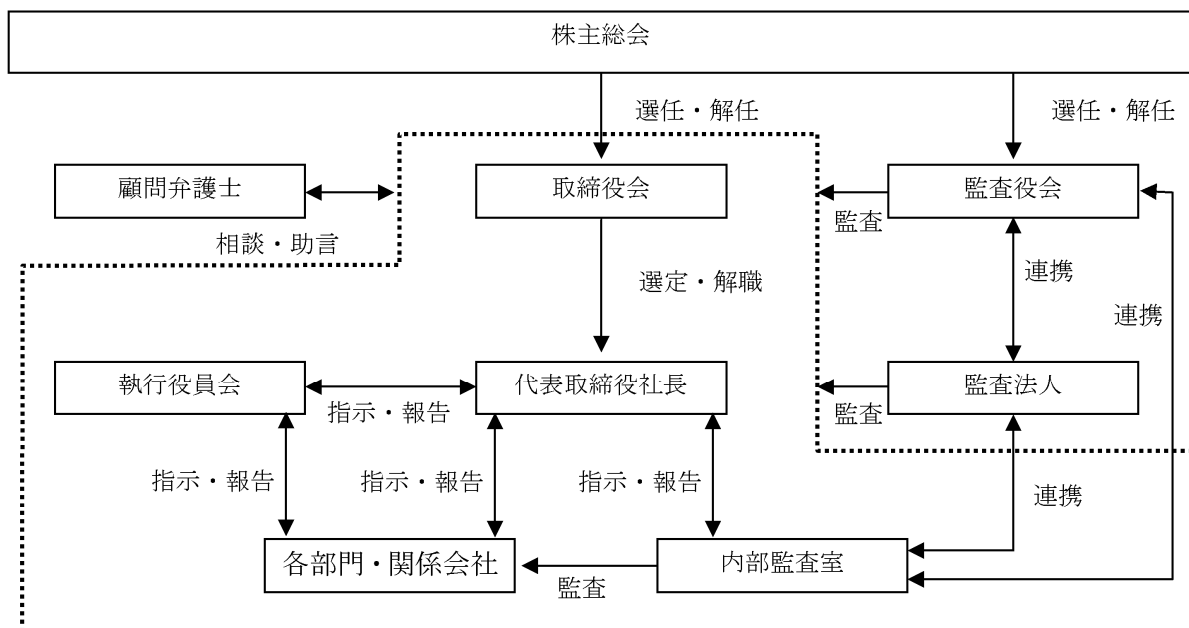 株主総会
選任・解任
選任・解任
顧問弁護士
取締役会
監査役会
監査
相談・助言
連携
選定・解職
連携
執行役員会
代表取締役社長
監査法人
指示・報告
監査
指示・報告
指示・報告
指示・報告
連携
各部門・関係会社
内部監査室
監査